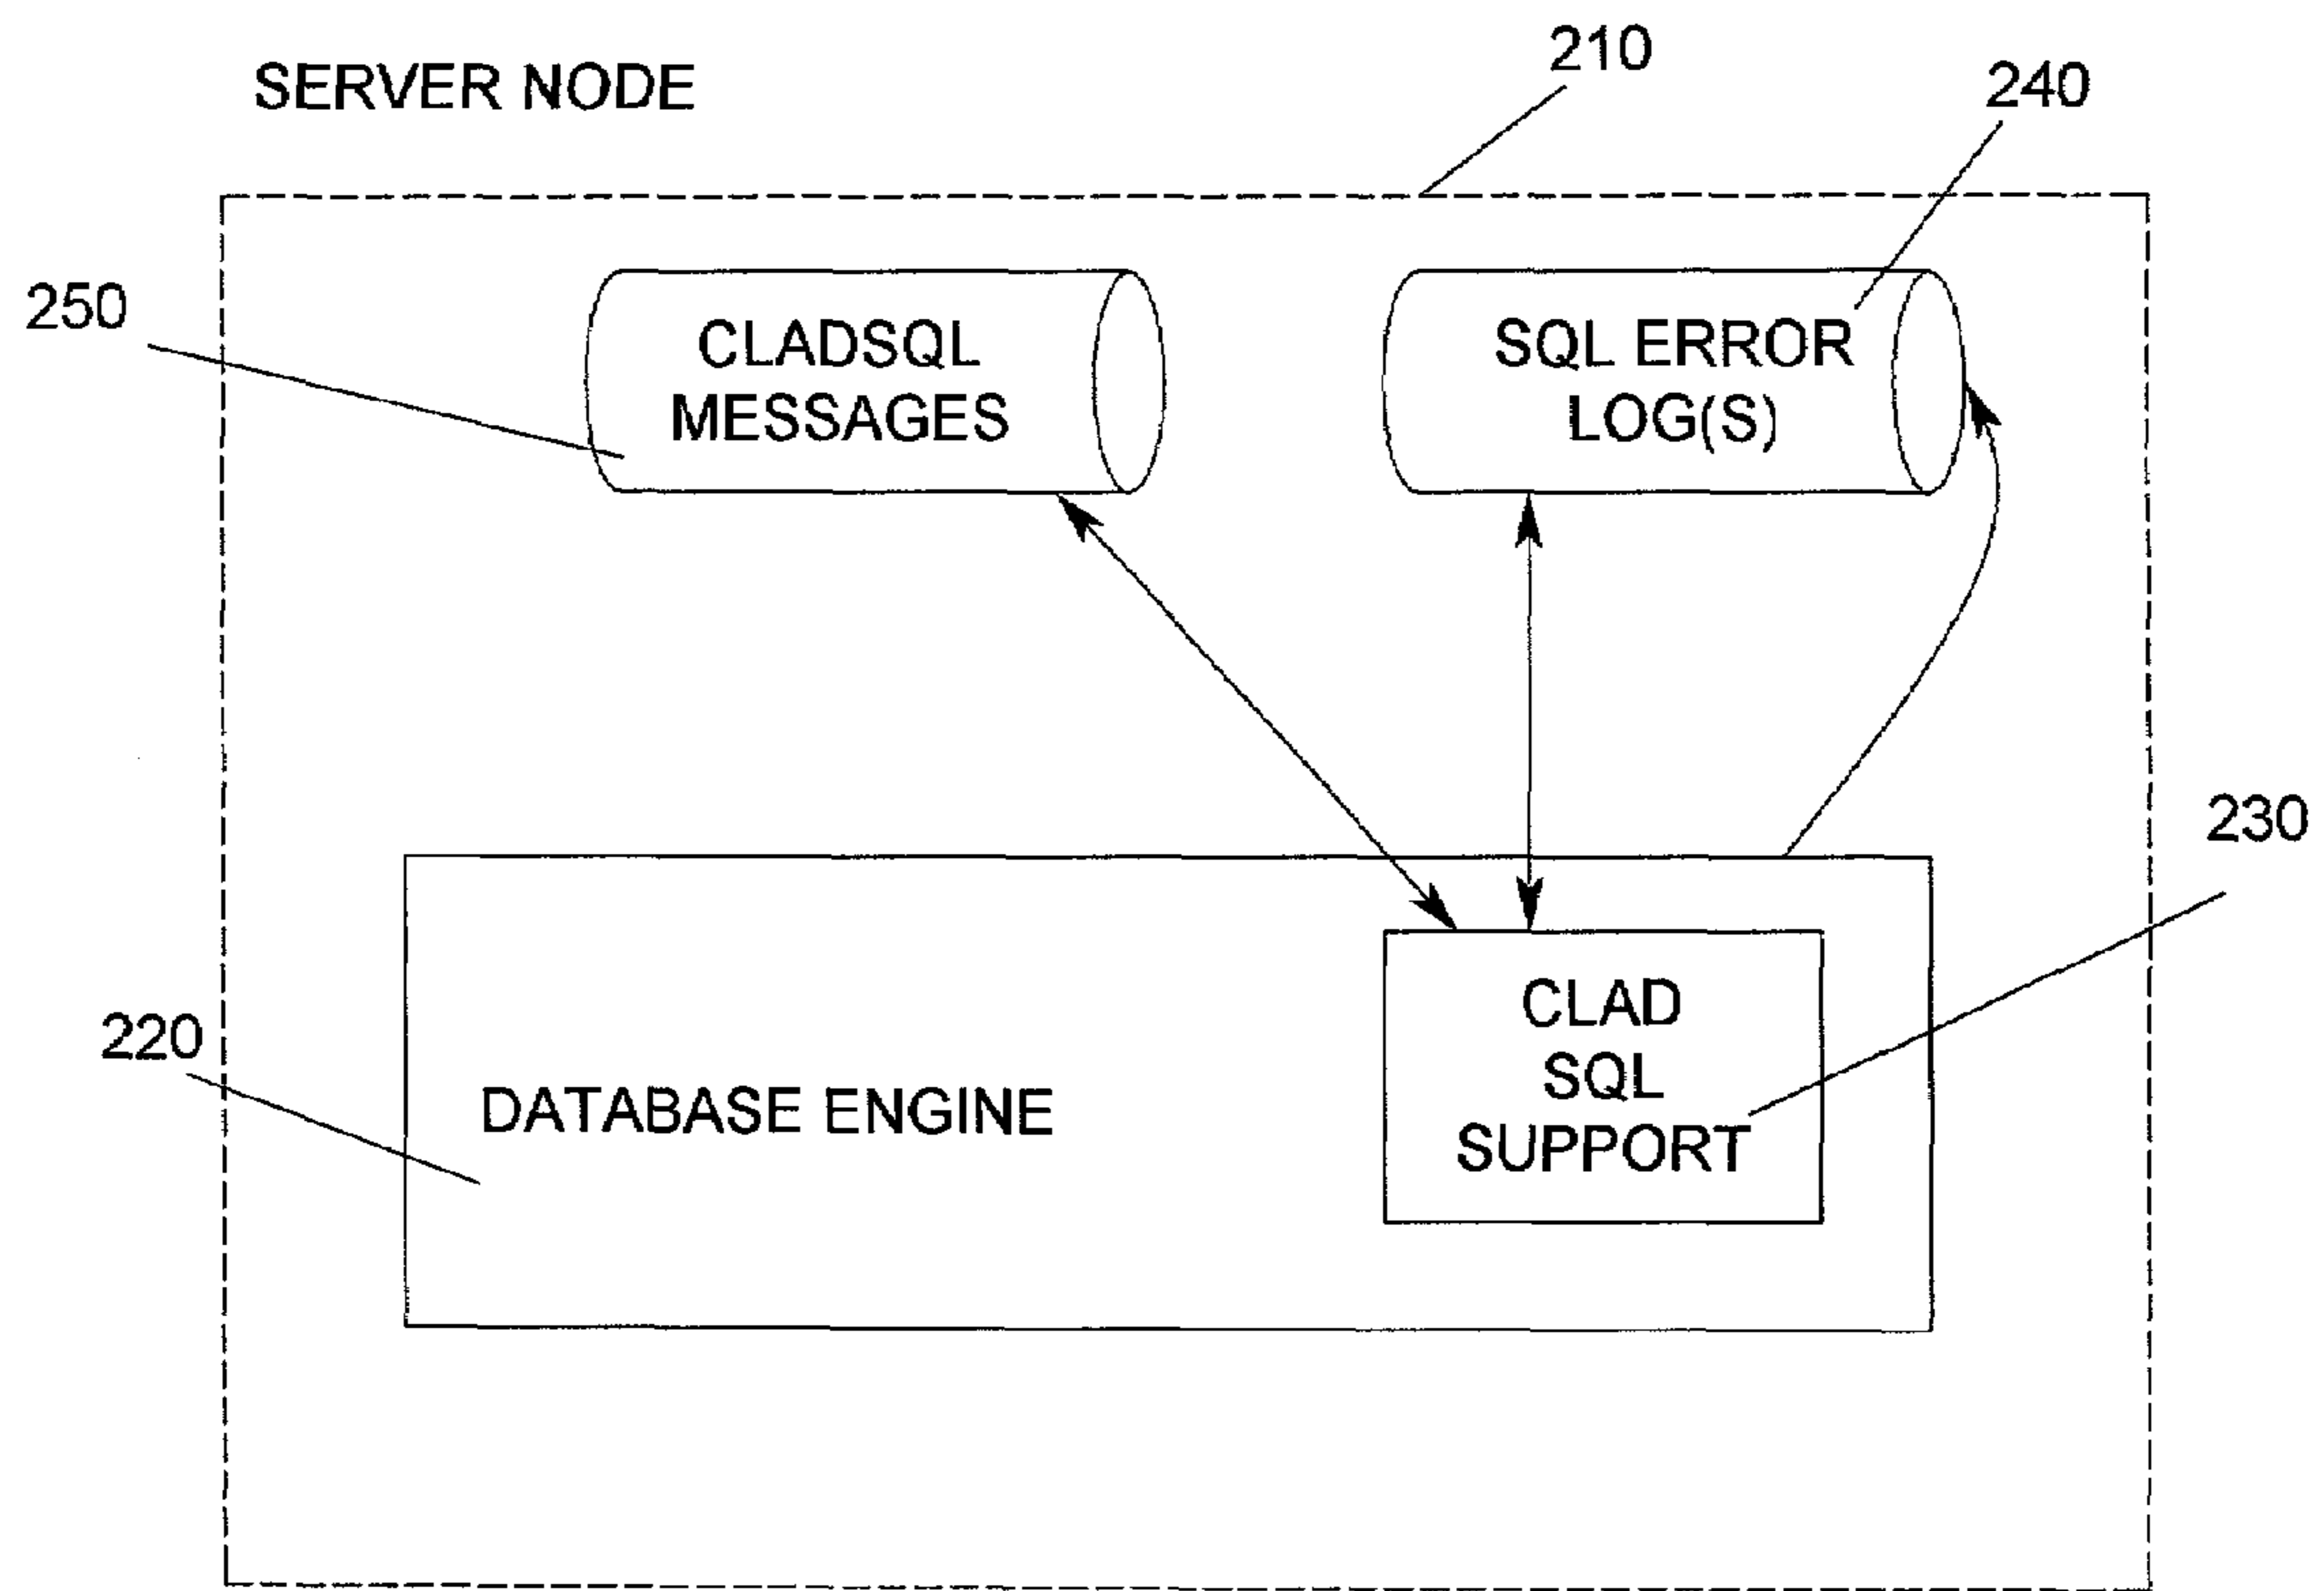 210
SERVER NODE
240
250
CLADSQL
MESSAGES
SQL ERROR
LOG(S)
230
220
DATABASE ENGINE
CLAD
SQL
SUPPORT